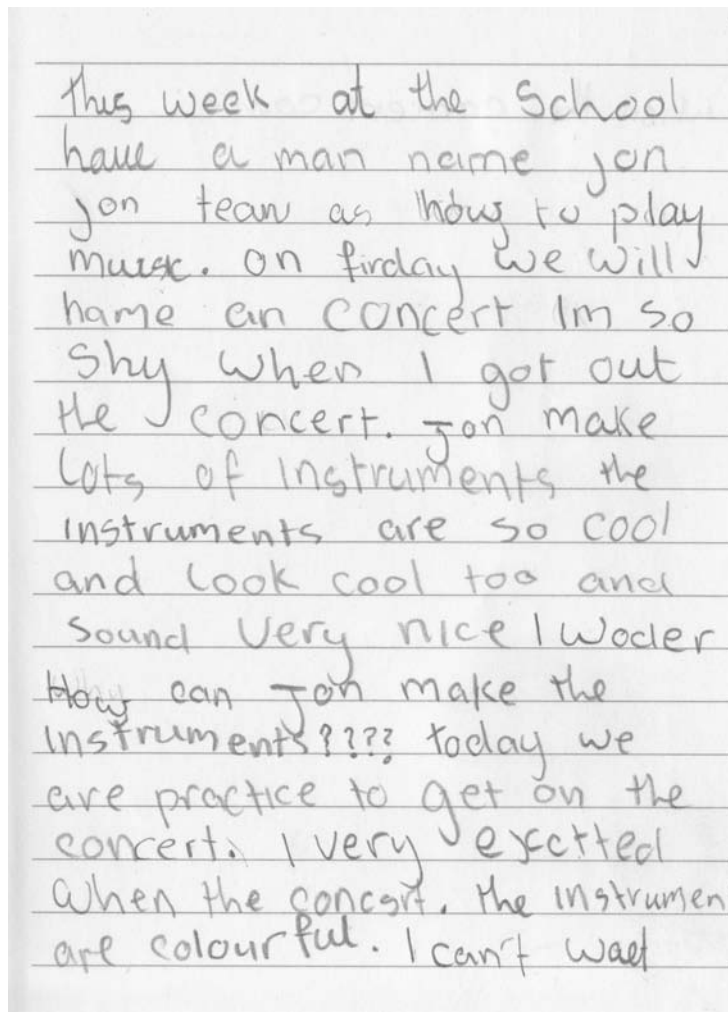 this week at the School
have a man name jon
jon tean as how to play
muisc. on firday we will
hame an concert Im so
Shy when I got out
the concert. Jon make
Lots of instruments the
instruments are so cool
and look cool too and
sound very nice I woder
How can Jon make the
instruments???? today we
are practice to get on the
concert. I very exctted
when the concert. the instrumen
are colourful. I can't wait